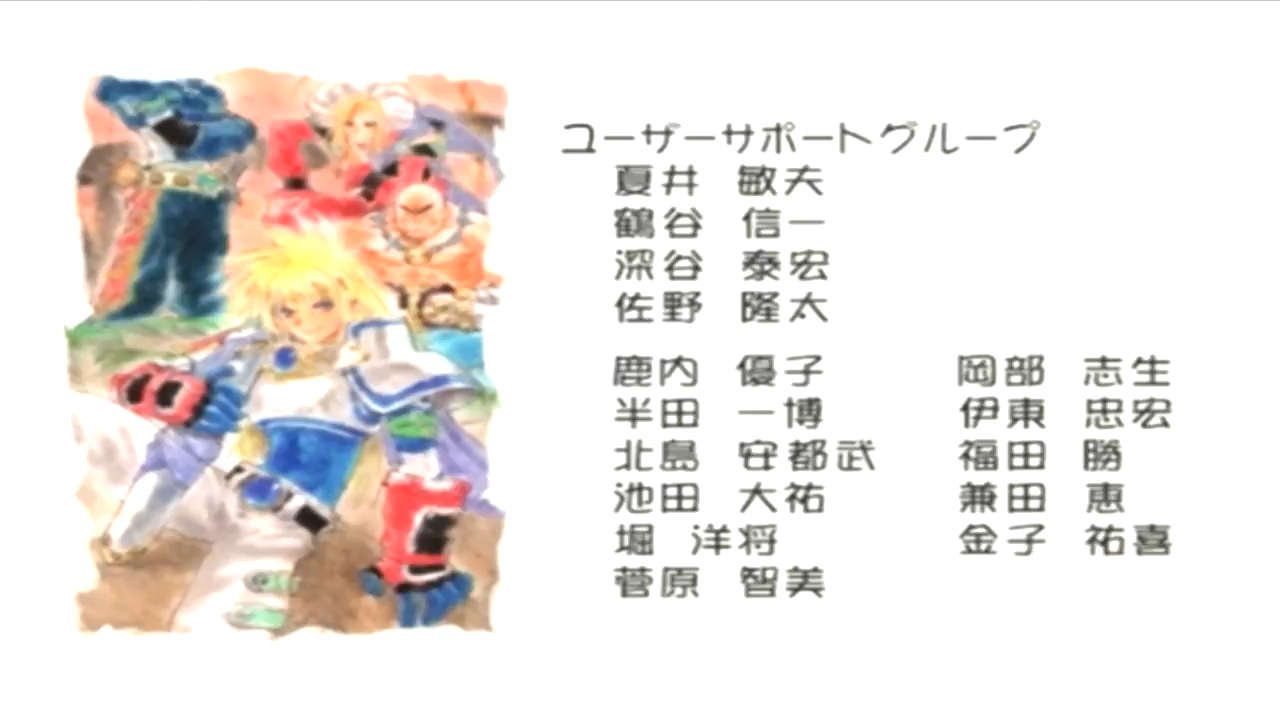 ユーザーサポートグループ
夏井 敏夫
鶴谷 信一
深谷 泰宏
佐野 隆太
鹿内 優子 岡部 志生
半田 一博 伊東 忠宏
北島 安都武 福田 勝
池田 大祐 兼田 恵
堀 洋将 金子 祐喜
菅原 智美